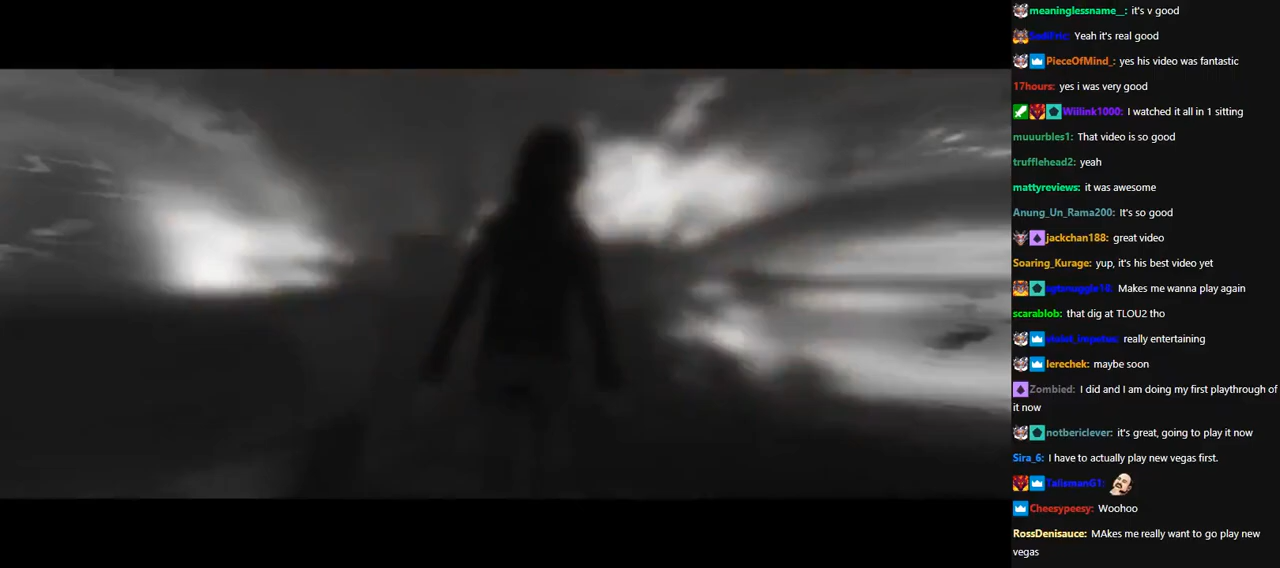 meaninglessname__: it's v good
Yeah it's real good
PieceOfMind_: yes his video was fantastic
17hours: yes i was very good
Willink1000: I watched it all in 1 sitting
muuurbles1: That video is so good
trufflehead2: yeah
mattyreviews: it was awesome
Anung_Un_Rama200: It's so good
jackchan188: great video
Soaring_Kurage: yup, it's his best video yet
Makes me wanna play again
scarablob: that dig at TLOU2 tho
really entertaining
lerechek: maybe soon
Zombied: I did and I am doing my first playthrough of
it now
notbericlever: it's great, going to play it now
Sira_6: I have to actually play new vegas first.
TalismanG1:
Cheesypeesy: Woohoo
RossDenisauce: MAkes me really want to go play new
vegas